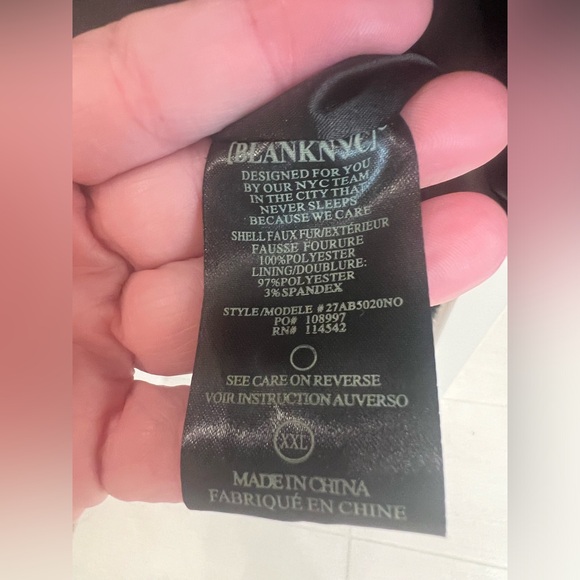 [BLANKNYC]™
DESIGNED FOR YOU
BY OUR NYC TEAM
IN THE CITY THAT
NEVER SLEEPS
BECAUSE WE CARE
SHELL FAUX FUR/EXTÉRIEUR
FAUSSE FOURURE
100%POLYESTER
LINING/DOUBLURE:
97%POLYESTER
3%SPANDEX
STYLE/MODELE #27AB5020NO
PO# 108997
RN# 114542
SEE CARE ON REVERSE
VOIR INSTRUCTION AUVERSO
XXL
MADE IN CHINA
FABRIQUÉ EN CHINE